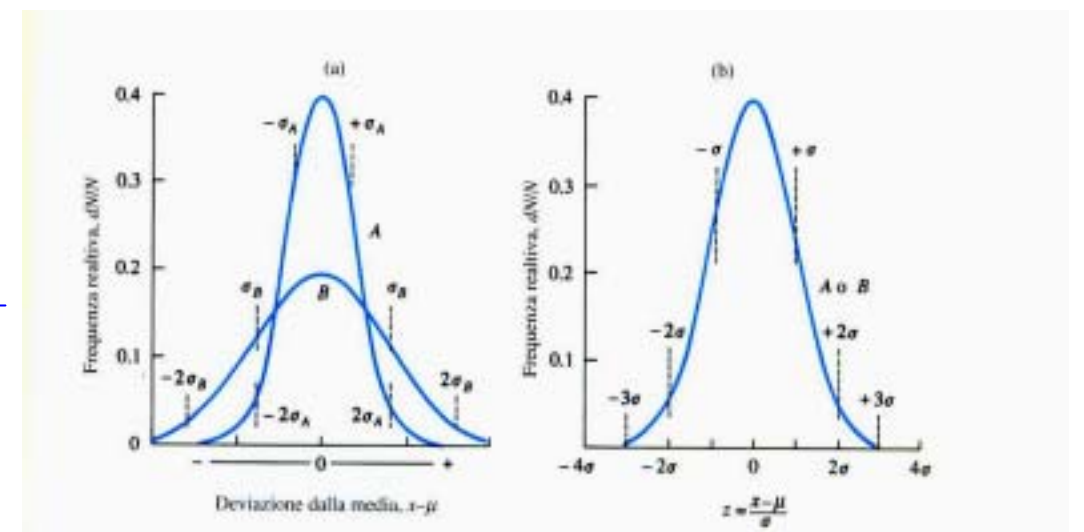 (a)
0.4
0.3
0.2
0.1
0
Frequenza realtiva, dN/N
−σA
+σA
A
σB
B
σB
−2σB
2σB
−2σA
2σA
− 0 +
Deviazione dalla media, x–μ
(b)
0.4
0.3
0.2
0.1
Frequenza realtiva, dN/N
−σ
+σ
A o B
−2σ
+2σ
−3σ
+3σ
−4σ −2σ 0 2σ 4σ
z = x–μ
σ